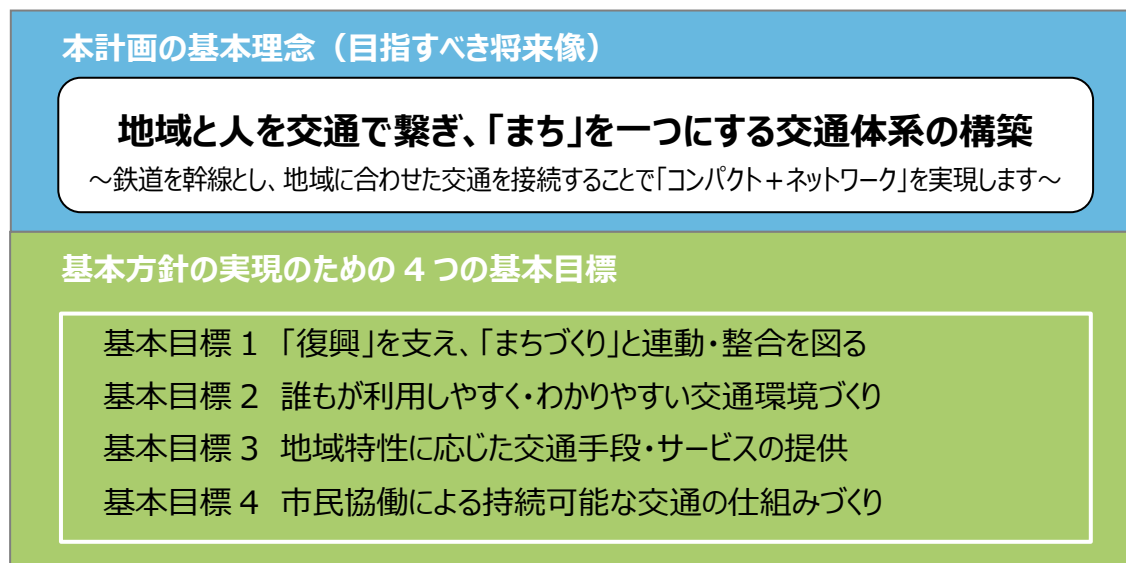 本計画の基本理念（目指すべき将来像）
地域と人を交通で繋ぎ、「まち」を一つにする交通体系の構築
～鉄道を幹線とし、地域に合わせた交通を接続することで「コンパクト＋ネットワーク」を実現します～
基本方針の実現のための４つの基本目標
基本目標１ 「復興」を支え、「まちづくり」と連動・整合を図る
基本目標２ 誰もが利用しやすく・わかりやすい交通環境づくり
基本目標３ 地域特性に応じた交通手段・サービスの提供
基本目標４ 市民協働による持続可能な交通の仕組みづくり